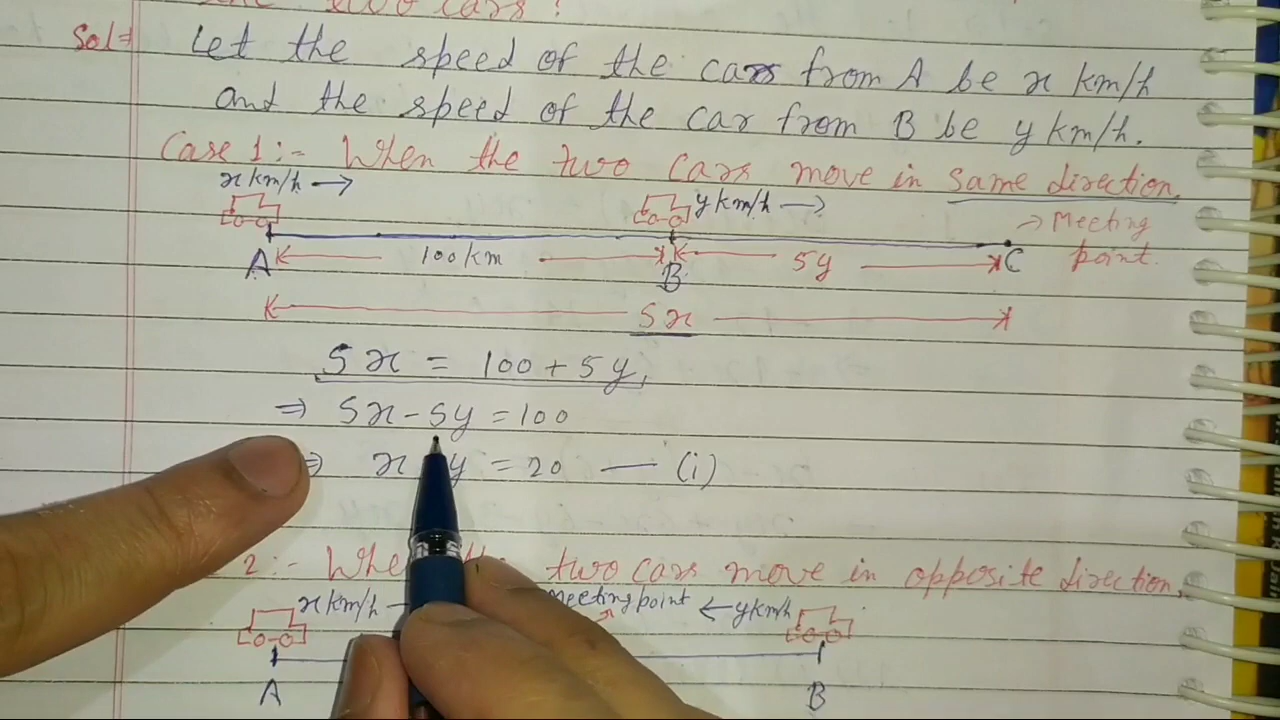 two cars?
Sol⇒ Let the speed of the cars from A be x km/h
and the speed of the car from B be y km/h.
Case 1:- When the two cars move in same direction.
x km/h → y km/h → → Meeting point.
A 100 km B 5y C
5x
5x = 100 + 5y,
⇒ 5x - 5y = 100
⇒ x y = 20 — (i)
2:- two cars move in opposite direction,
x km/h Meeting point ← y km/h
A B